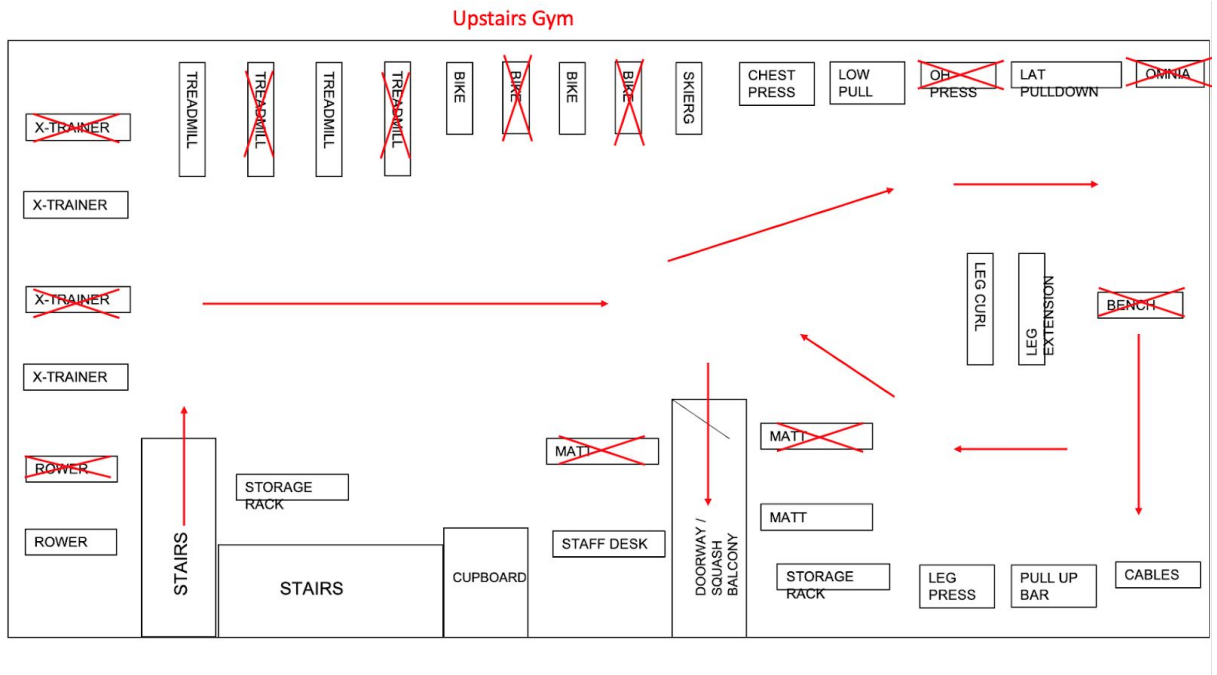 Upstairs Gym
TREADMILL
TREADMILL
TREADMILL
TREADMILL
BIKE
BIKE
BIKE
BIKE
SKIERG
CHEST
PRESS
LOW
PULL
OH
PRESS
LAT
PULLDOWN
OMNIA
X-TRAINER
X-TRAINER
X-TRAINER
X-TRAINER
ROWER
ROWER
LEG CURL
LEG
EXTENSION
BENCH
STAIRS
STORAGE
RACK
STAIRS
CUPBOARD
MATT
STAFF DESK
DOORWAY /
SQUASH
BALCONY
MATT
MATT
STORAGE
RACK
LEG
PRESS
PULL UP
BAR
CABLES